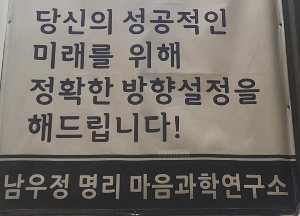 당신의 성공적인
미래를 위해
정확한 방향설정을
해드립니다!
남우정 명리 마음과학연구소